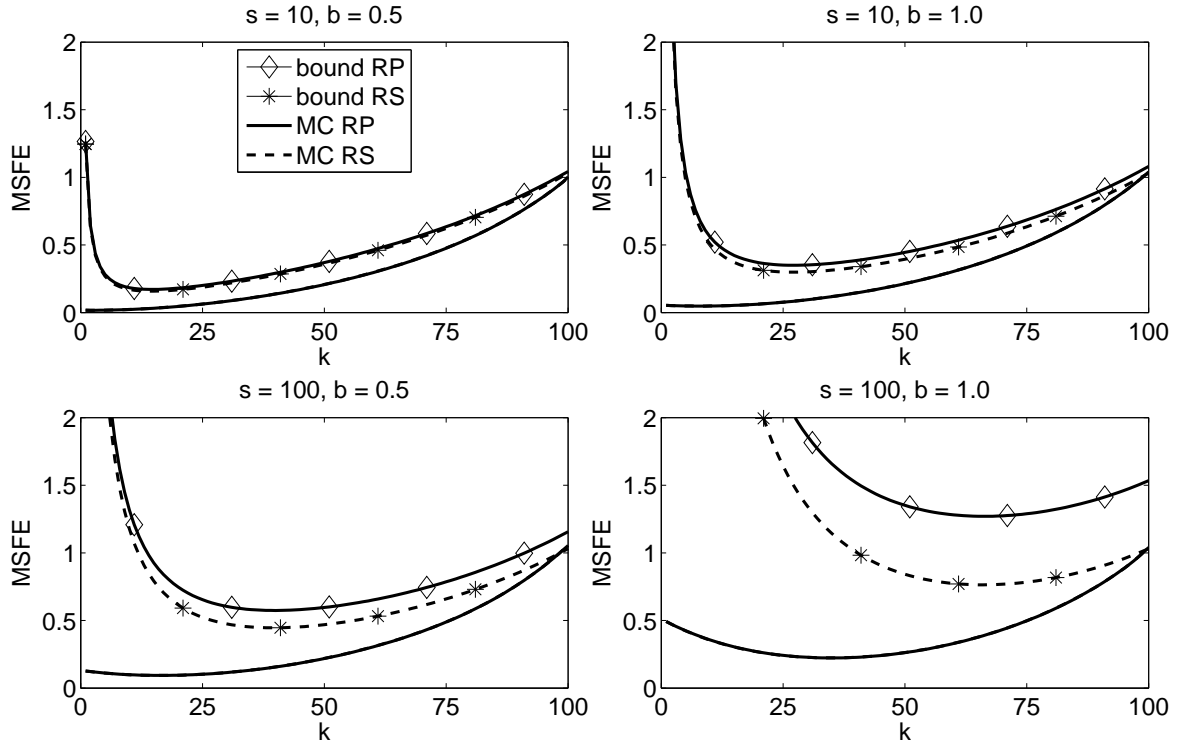 s = 10, b = 0.5
2
1.5
1
0.5
0
MSFE
0
25
50
75
100
k
bound RP
bound RS
MC RP
MC RS
s = 10, b = 1.0
2
1.5
1
0.5
0
MSFE
0
25
50
75
100
k
s = 100, b = 0.5
2
1.5
1
0.5
0
MSFE
0
25
50
75
100
k
s = 100, b = 1.0
2
1.5
1
0.5
0
MSFE
0
25
50
75
100
k